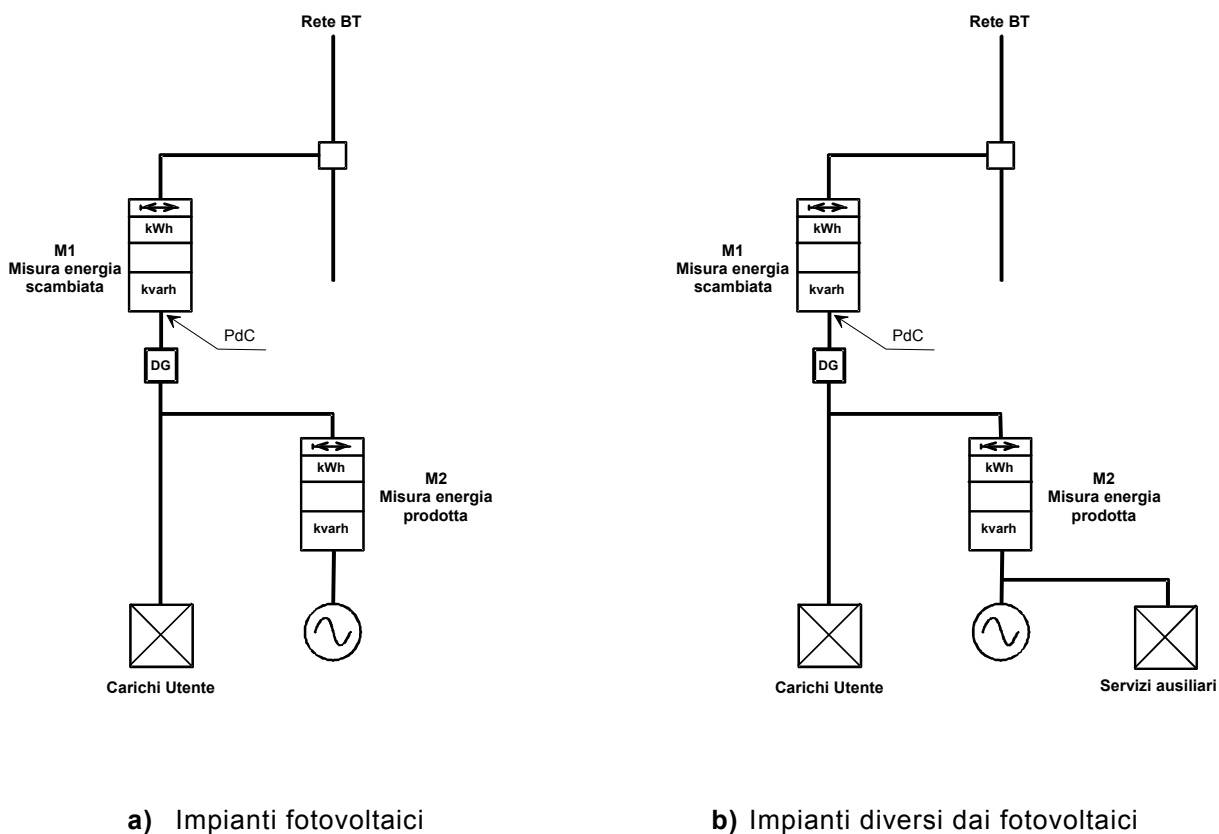 Rete BT
kWh
M1
Misura energia
scambiata
kvarh
PdC
DG
kWh
M2
Misura energia
prodotta
kvarh
Carichi Utente
a) Impianti fotovoltaici
Rete BT
kWh
M1
Misura energia
scambiata
kvarh
PdC
DG
kWh
M2
Misura energia
prodotta
kvarh
Carichi Utente
Servizi ausiliari
b) Impianti diversi dai fotovoltaici